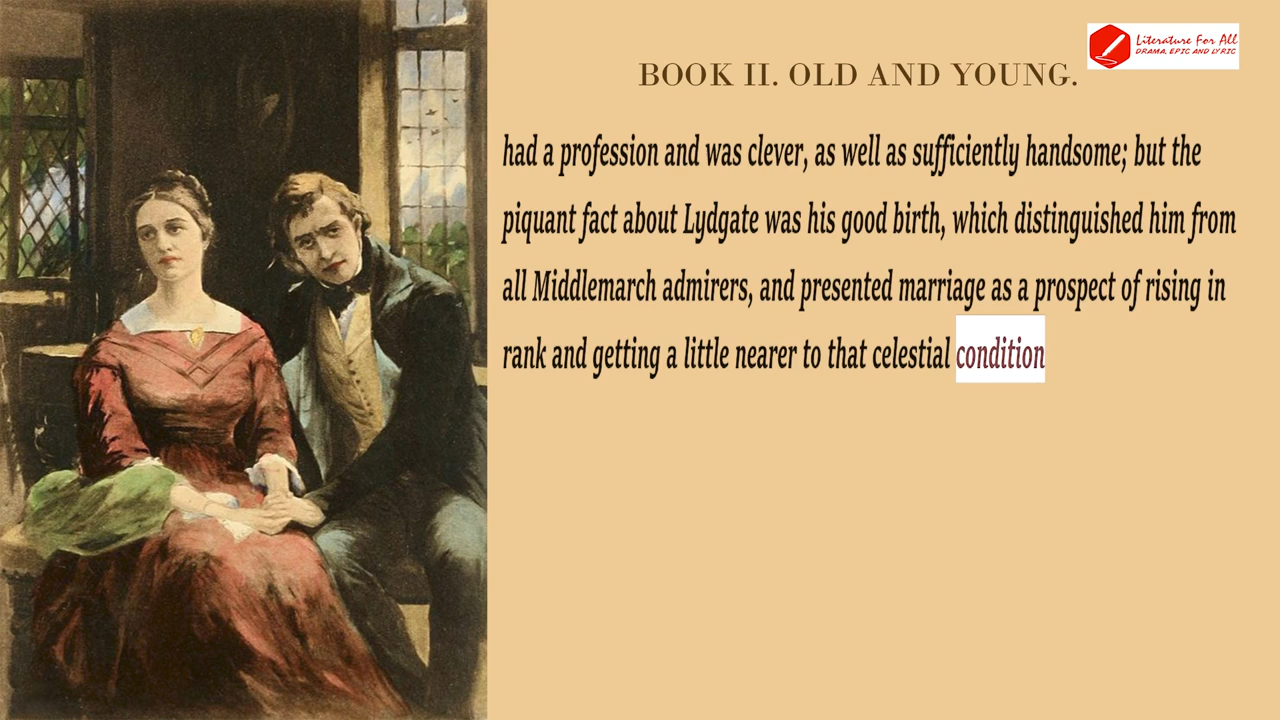 Literature For All
DRAMA, EPIC AND LYRIC
BOOK II. OLD AND YOUNG.
had a profession and was clever, as well as sufficiently handsome; but the
piquant fact about Lydgate was his good birth, which distinguished him from
all Middlemarch admirers, and presented marriage as a prospect of rising in
rank and getting a little nearer to that celestial condition